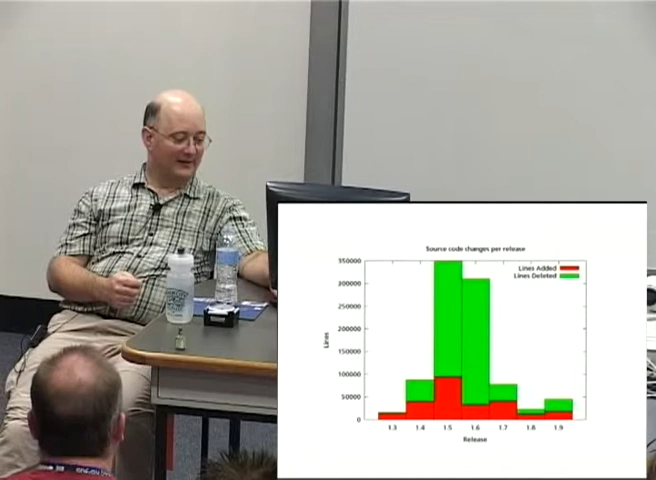 Source code changes per release
350000
300000
250000
200000
150000
100000
50000
0
Lines Added
Lines Deleted
Lines
1.3 1.4 1.5 1.6 1.7 1.8 1.9
Release